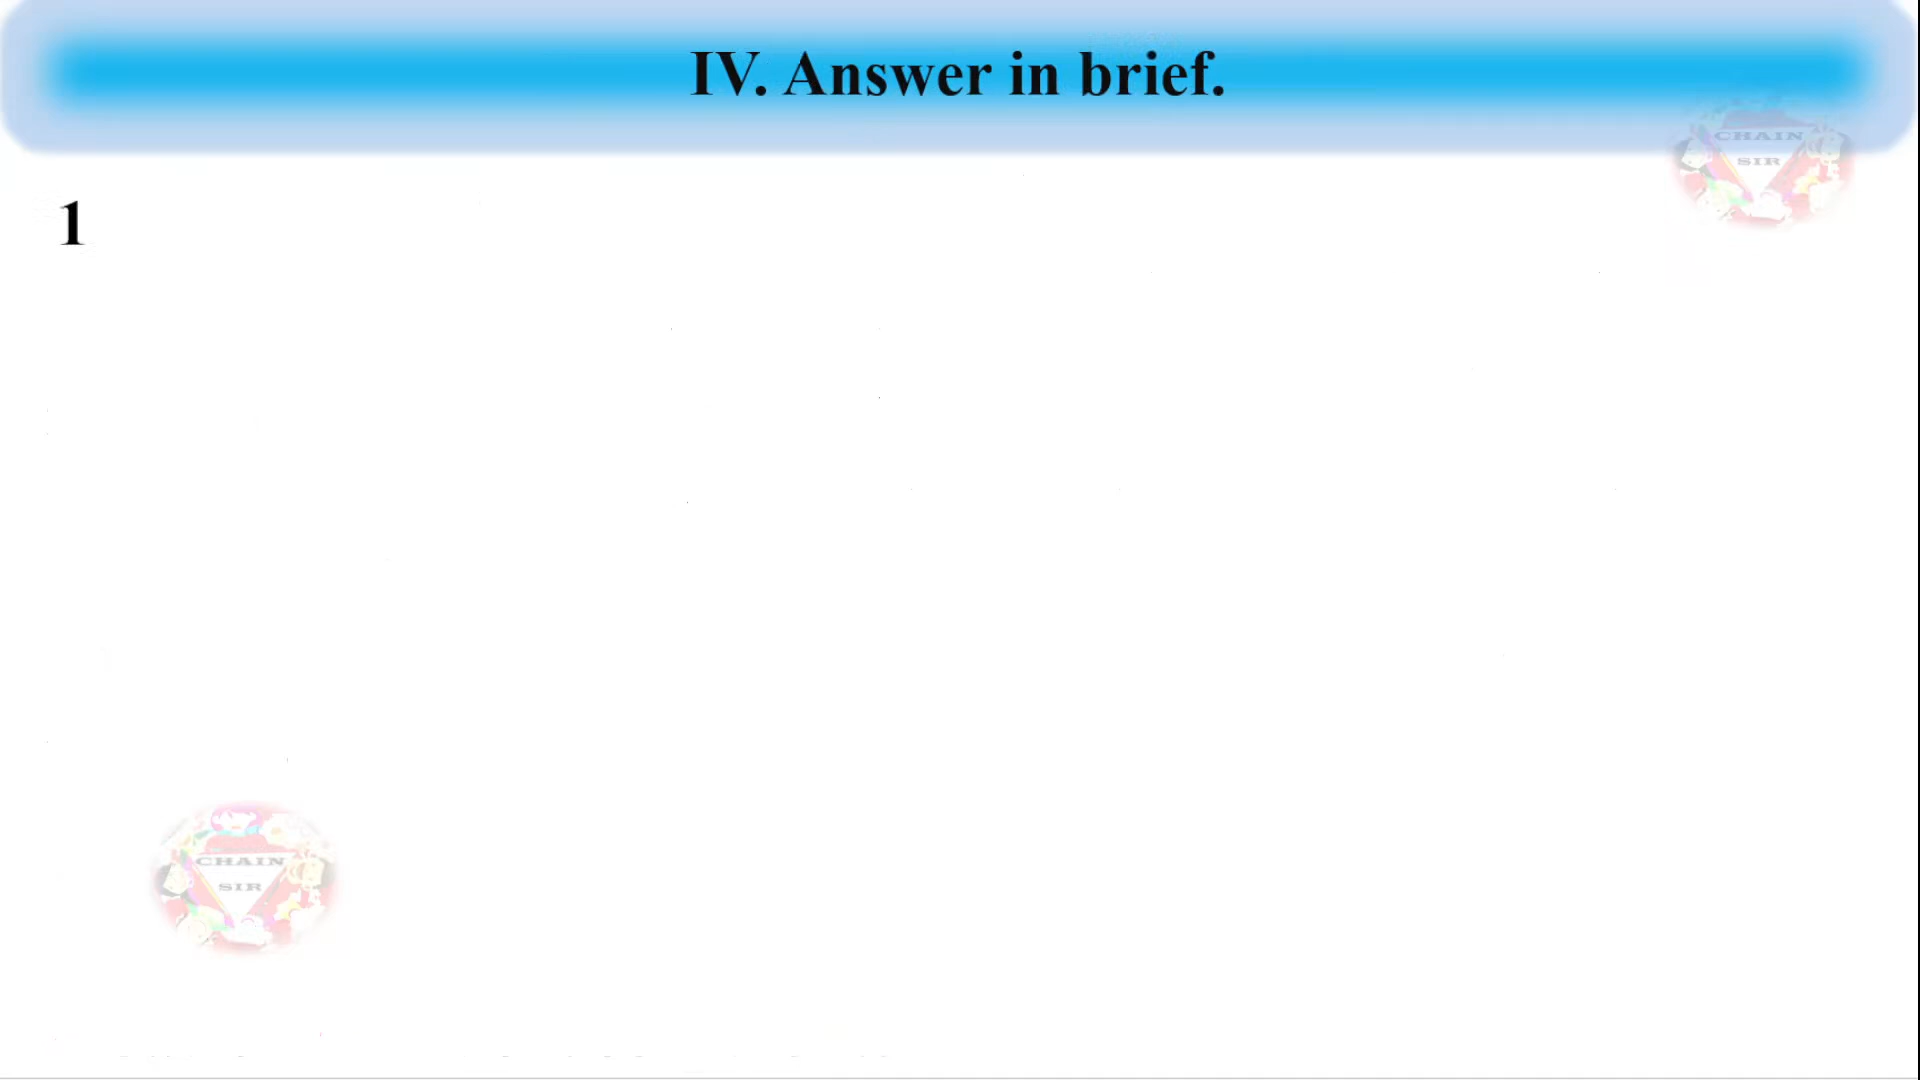 IV. Answer in brief.
CHAIN
SIR
1
CHAIN
SIR